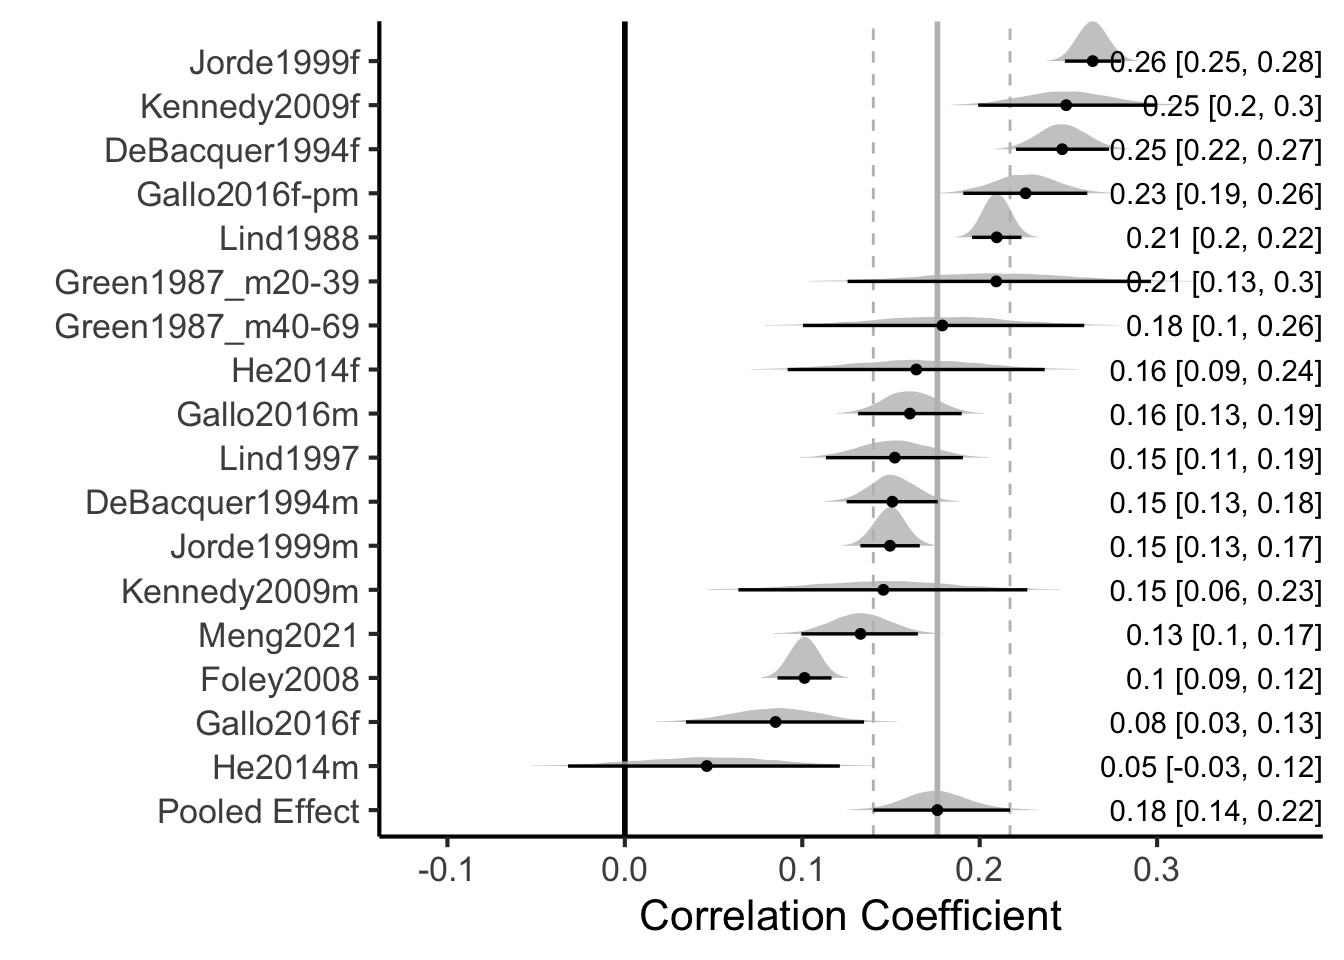 Jorde1999f 0.26 [0.25, 0.28]
Kennedy2009f 0.25 [0.2, 0.3]
DeBacquer1994f 0.25 [0.22, 0.27]
Gallo2016f-pm 0.23 [0.19, 0.26]
Lind1988 0.21 [0.2, 0.22]
Green1987_m20-39 0.21 [0.13, 0.3]
Green1987_m40-69 0.18 [0.1, 0.26]
He2014f 0.16 [0.09, 0.24]
Gallo2016m 0.16 [0.13, 0.19]
Lind1997 0.15 [0.11, 0.19]
DeBacquer1994m 0.15 [0.13, 0.18]
Jorde1999m 0.15 [0.13, 0.17]
Kennedy2009m 0.15 [0.06, 0.23]
Meng2021 0.13 [0.1, 0.17]
Foley2008 0.1 [0.09, 0.12]
Gallo2016f 0.08 [0.03, 0.13]
He2014m 0.05 [-0.03, 0.12]
Pooled Effect 0.18 [0.14, 0.22]
-0.1 0.0 0.1 0.2 0.3
Correlation Coefficient